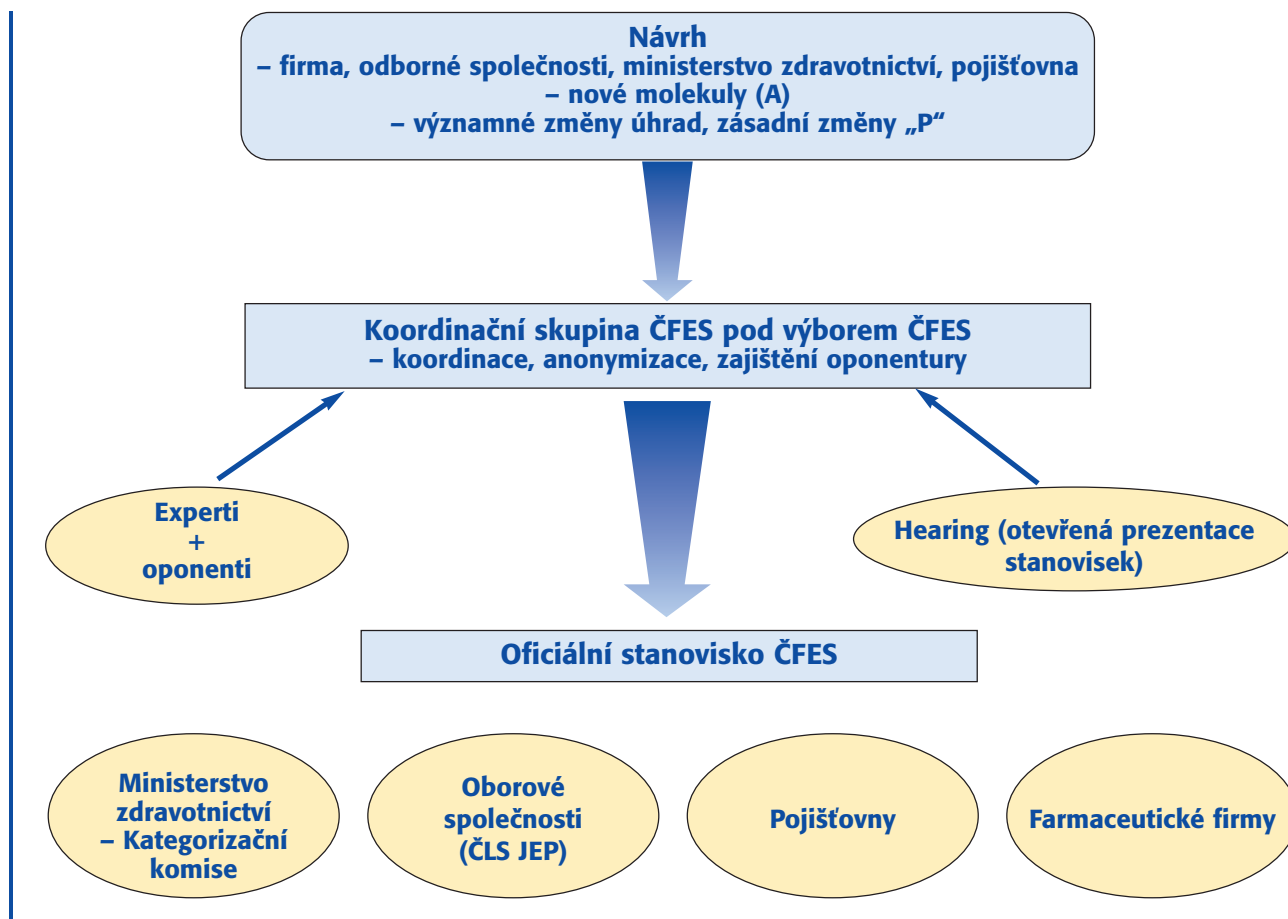 Návrh
– firma, odborné společnosti, ministerstvo zdravotnictví, pojišťovna
– nové molekuly (A)
– významné změny úhrad, zásadní změny „P“
Koordinační skupina ČFES pod výborem ČFES
– koordinace, anonymizace, zajištění oponentury
Experti
+
oponenti
Hearing (otevřená prezentace
stanovisek)
Oficiální stanovisko ČFES
Ministerstvo
zdravotnictví
– Kategorizační
komise
Oborové
společnosti
(ČLS JEP)
Pojišťovny
Farmaceutické firmy